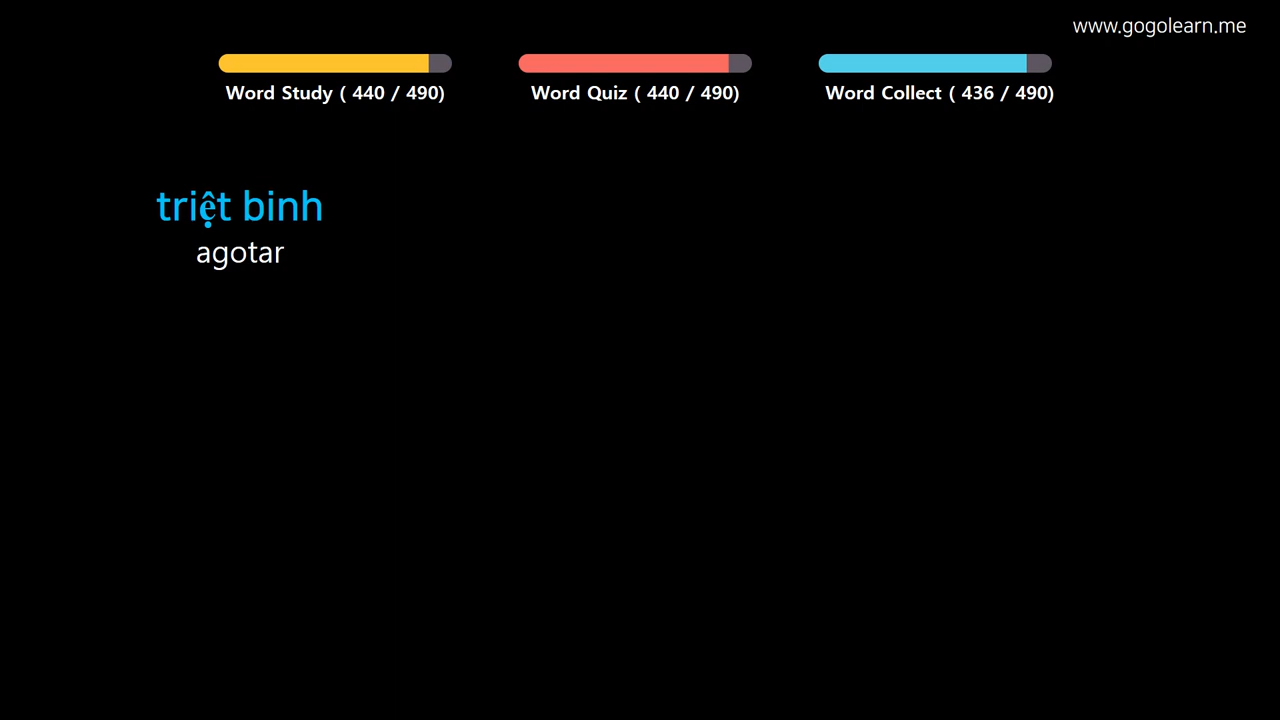 www.gogolearn.me
Word Study ( 440 / 490)
Word Quiz ( 440 / 490)
Word Collect ( 436 / 490)
triệt binh
agotar